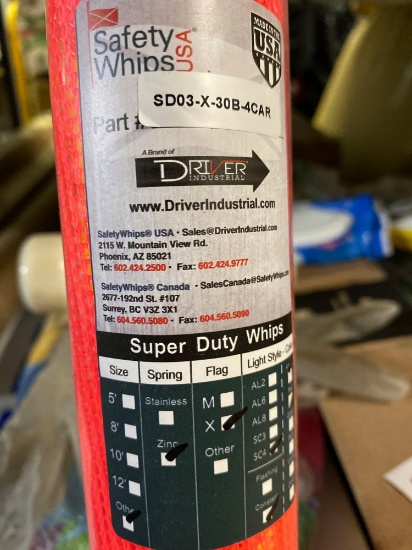 Safety
Whips USA®
MADE IN THE
USA
SD03-X-30B-4CAR
Part #
A Brand of
DRIVER
INDUSTRIAL
www.DriverIndustrial.com
SafetyWhips® USA • Sales@DriverIndustrial.com
2115 W. Mountain View Rd.
Phoenix, AZ 85021
Tel: 602.424.2500 • Fax: 602.424.9777
SafetyWhips® Canada • SalesCanada@SafetyWhips
2677-192nd St. #107
Surrey, BC V3Z 3X1
Tel: 604.560.5080 • Fax: 604.560.5090
Super Duty Whips
Size Spring Flag Light Style -
5' Stainless M AL2
8' X AL6
10' Zinc Other AL8
12' SC3
Other SC4
Flashing